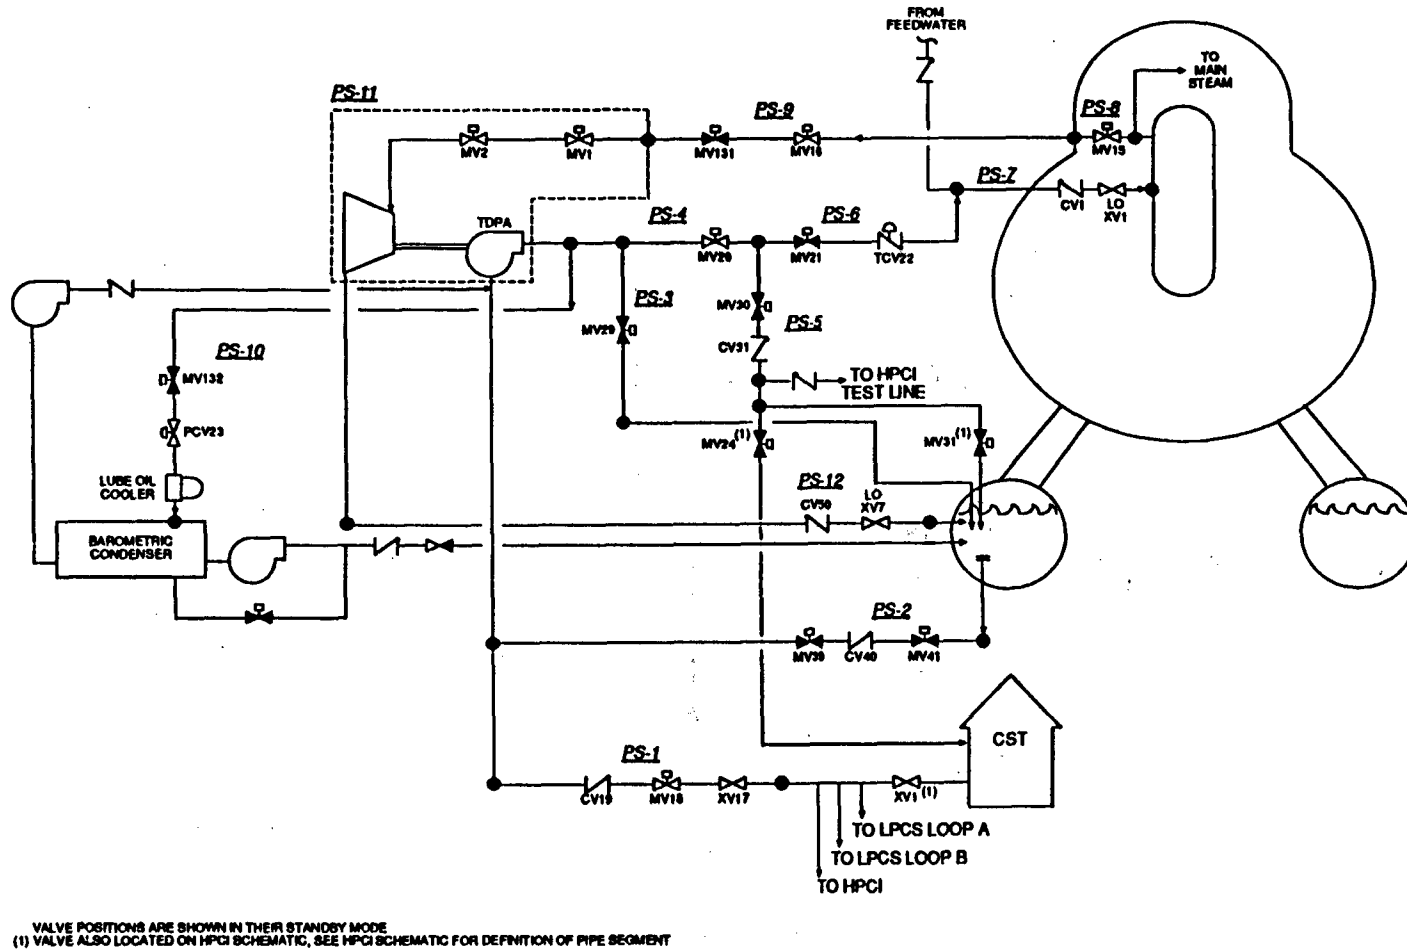 FROM
FEEDWATER
TO
MAIN
STEAM
PS-11
PS-9
PS-8
MV2
MV1
MV131
MV16
MV15
PS-7
CV1
LO
XV1
TDPA
PS-4
PS-6
MV20
MV21
TCV22
PS-3
MV30
MV29
PS-5
CV31
PS-10
MV132
TO HPCI
TEST LINE
PCV23
MV24(1)
MV31(1)
LUBE OIL
COOLER
PS-12
CV50
LO
XV7
BAROMETRIC
CONDENSER
PS-2
MV39
CV40
MV41
CST
PS-1
CV19
MV18
XV17
XV1(1)
TO LPCS LOOP A
TO LPCS LOOP B
TO HPCI
VALVE POSITIONS ARE SHOWN IN THEIR STANDBY MODE
(1) VALVE ALSO LOCATED ON HPCI SCHEMATIC, SEE HPCI SCHEMATIC FOR DEFINITION OF PIPE SEGMENT